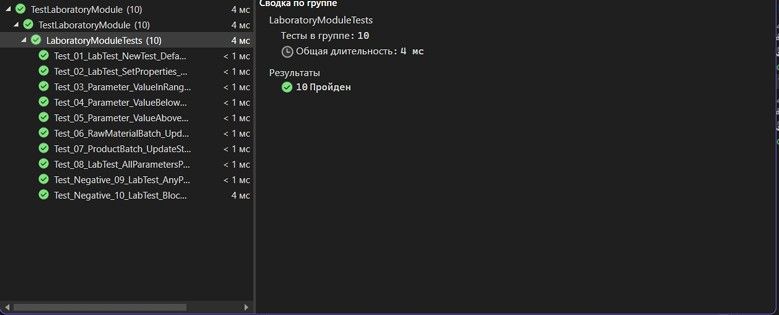 TestLaboratoryModule (10) 4 мс
TestLaboratoryModule (10) 4 мс
LaboratoryModuleTests (10) 4 мс
Test_01_LabTest_NewTest_Defa... < 1 мс
Test_02_LabTest_SetProperties_... < 1 мс
Test_03_Parameter_ValueInRang... < 1 мс
Test_04_Parameter_ValueBelow... < 1 мс
Test_05_Parameter_ValueAbove... < 1 мс
Test_06_RawMaterialBatch_Upd... < 1 мс
Test_07_ProductBatch_UpdateSt... < 1 мс
Test_08_LabTest_AllParametersP... < 1 мс
Test_Negative_09_LabTest_AnyP... < 1 мс
Test_Negative_10_LabTest_Bloc... 4 мс
Сводка по группе
LaboratoryModuleTests
Тесты в группе: 10
Общая длительность: 4 мс
Результаты
10 Пройден